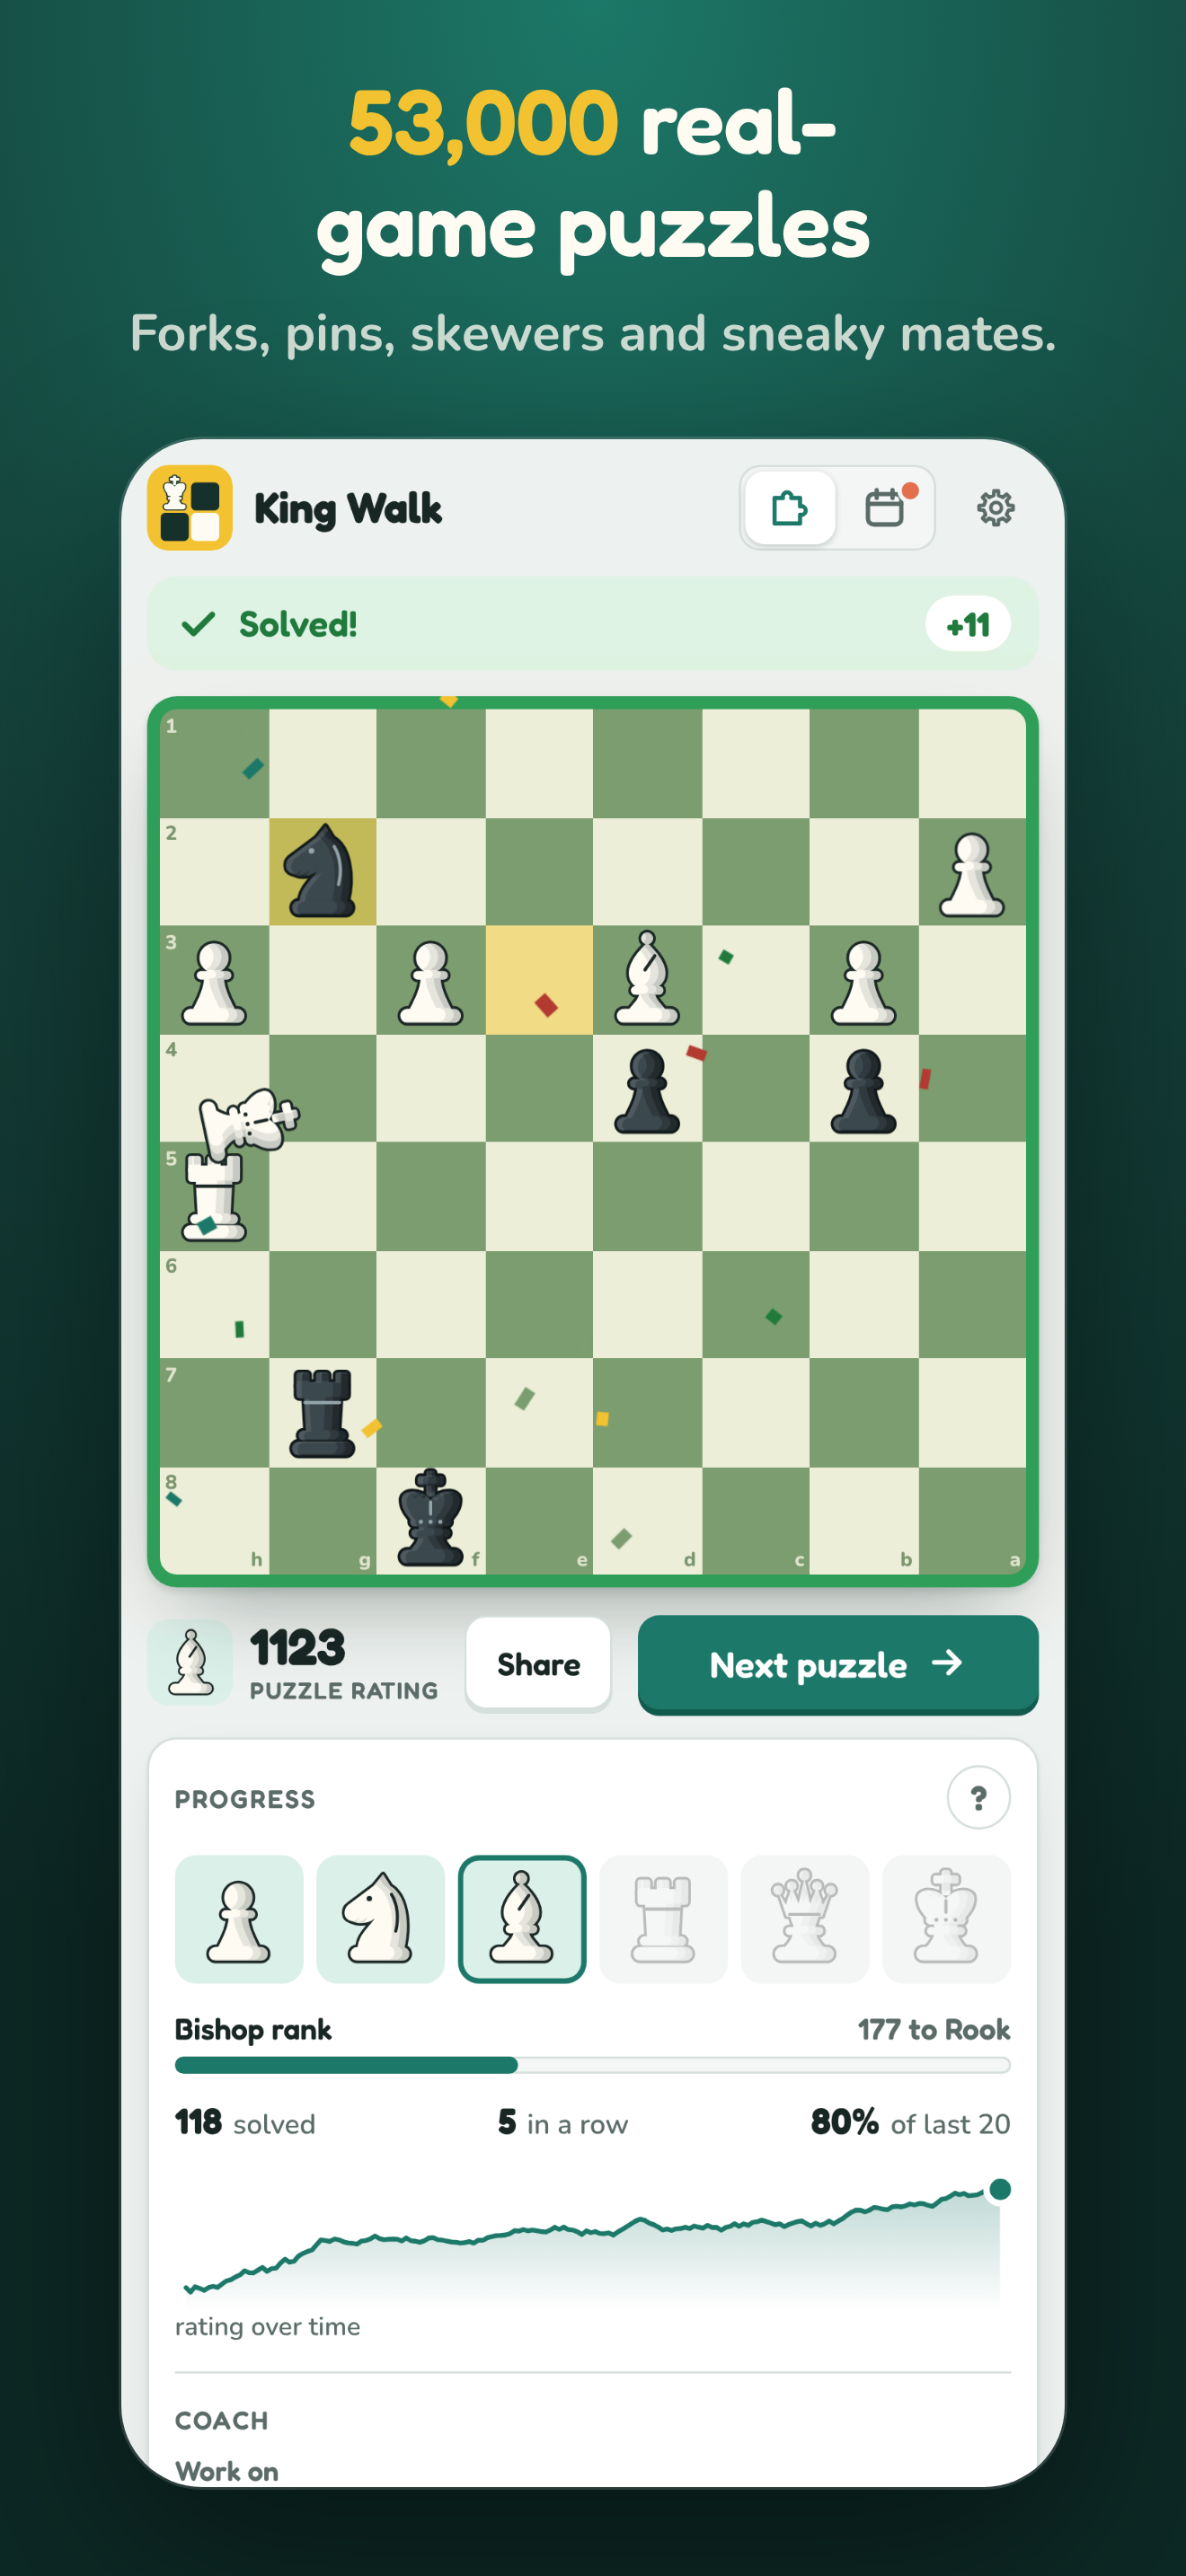 53,000 real-
game puzzles
Forks, pins, skewers and sneaky mates.
King Walk
Solved!
+11
1
2
3
4
5
6
7
8
h g f e d c b a
1123
PUZZLE RATING
Share
Next puzzle →
PROGRESS
?
Bishop rank
177 to Rook
118 solved
5 in a row
80% of last 20
rating over time
COACH
Work on